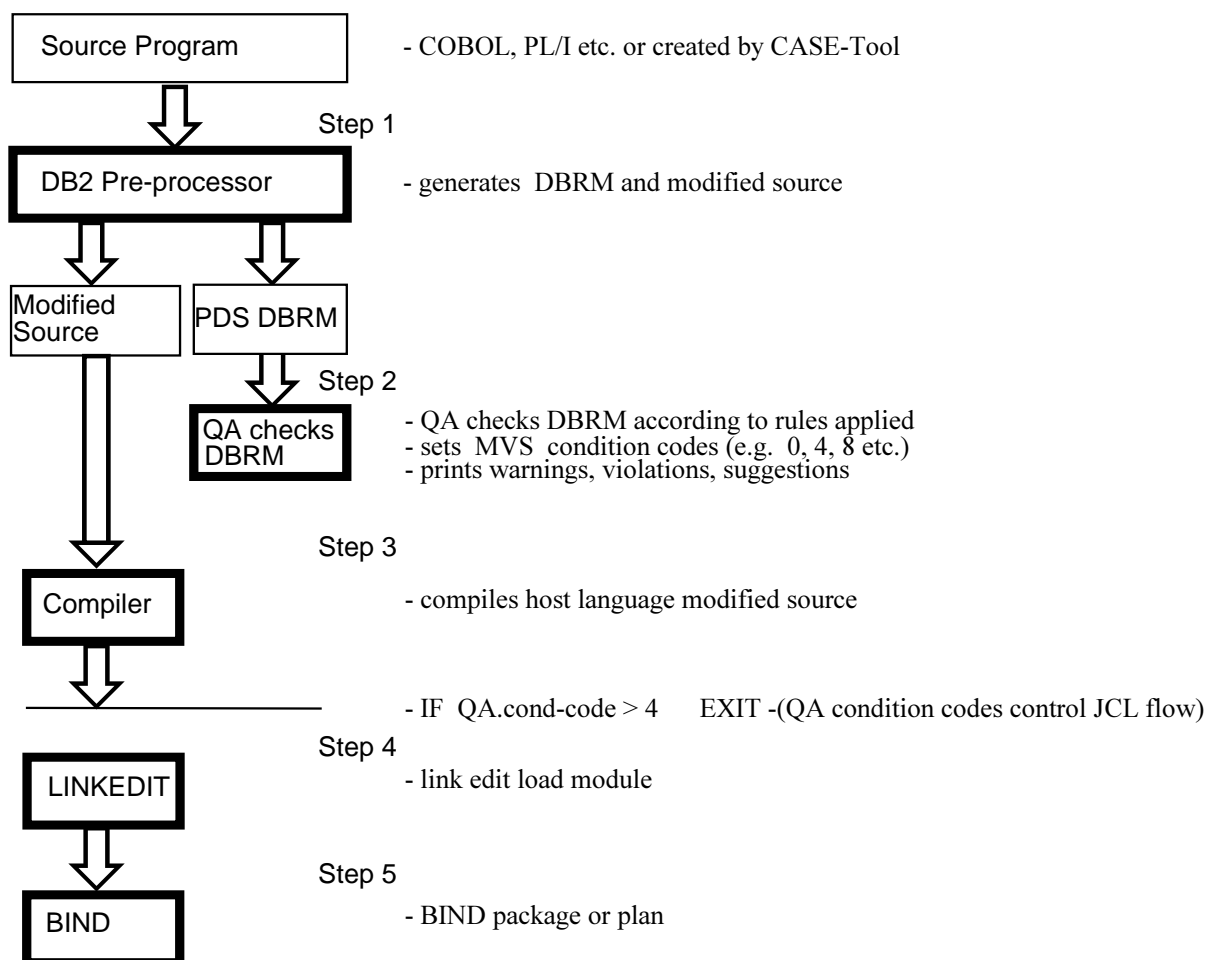 Source Program
- COBOL, PL/I etc. or created by CASE-Tool
Step 1
DB2 Pre-processor
- generates DBRM and modified source
Modified
Source
PDS DBRM
Step 2
QA checks
DBRM
- QA checks DBRM according to rules applied
- sets MVS condition codes (e.g. 0, 4, 8 etc.)
- prints warnings, violations, suggestions
Step 3
Compiler
- compiles host language modified source
- IF QA.cond-code > 4 EXIT -(QA condition codes control JCL flow)
Step 4
LINKEDIT
- link edit load module
Step 5
BIND
- BIND package or plan